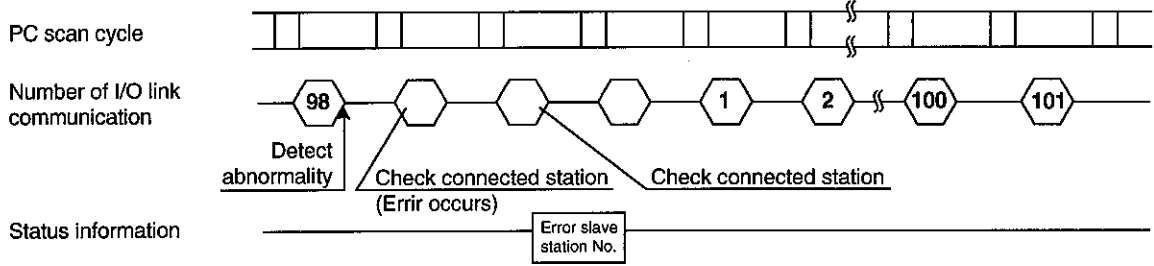 PC scan cycle
Number of I/O link
communication
98
1
2
100
101
Detect
abnormality
Check connected station
(Errir occurs)
Check connected station
Status information
Error slave
station No.